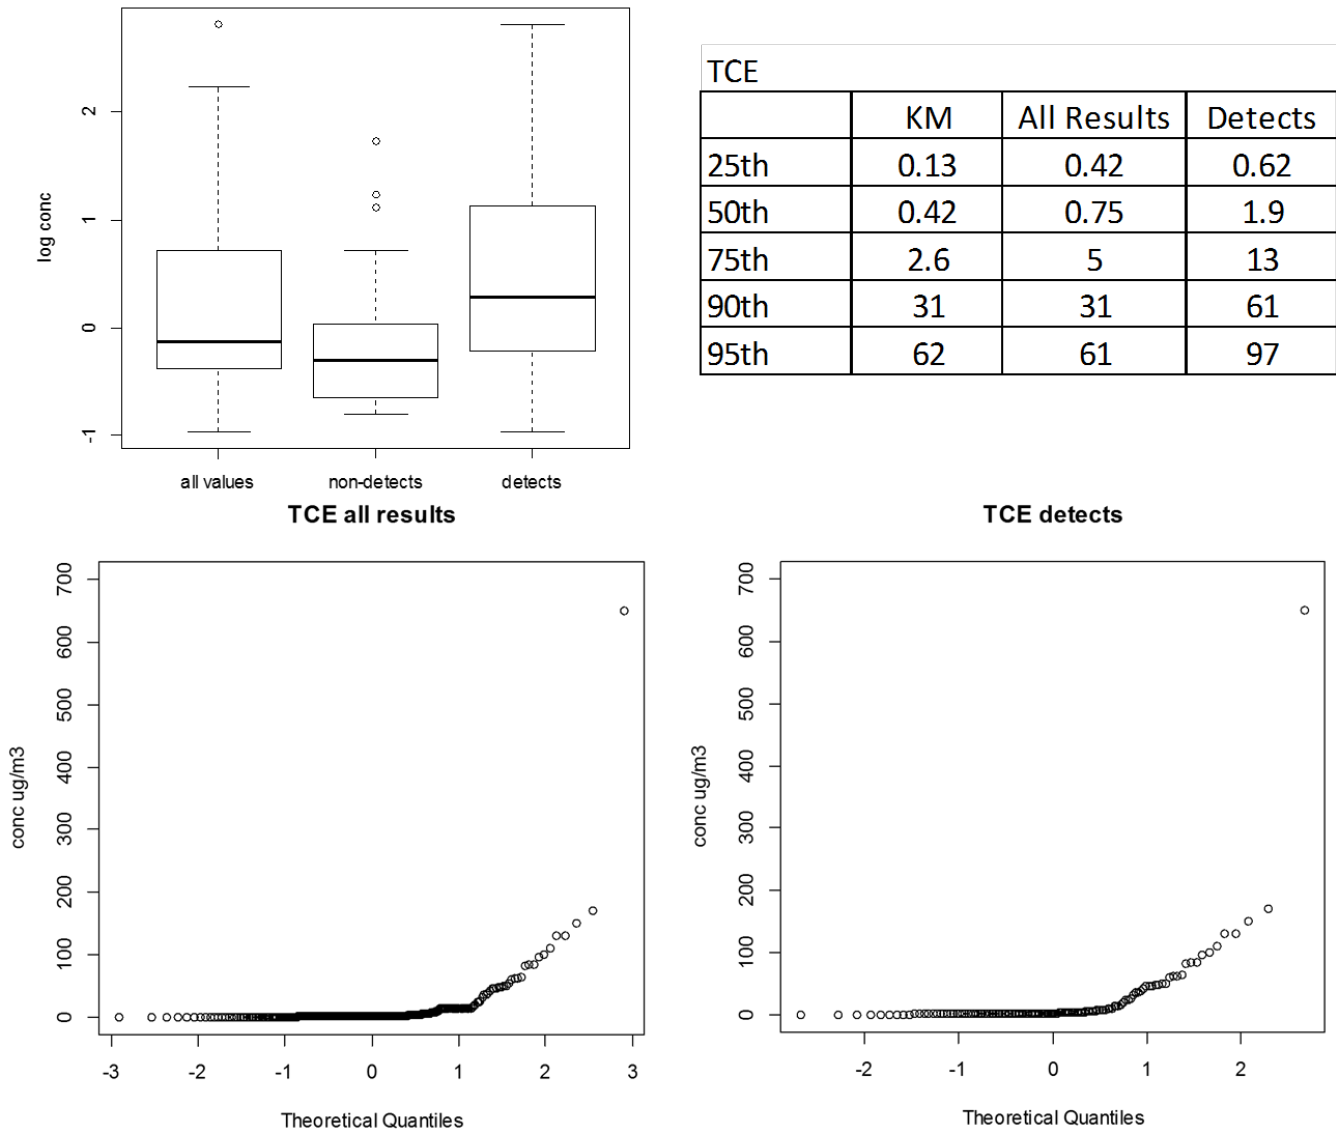 2
1
0
-1
log conc
all values non-detects detects
TCE
KM All Results Detects
25th 0.13 0.42 0.62
50th 0.42 0.75 1.9
75th 2.6 5 13
90th 31 31 61
95th 62 61 97
TCE all results
700
600
500
400
300
200
100
0
conc ug/m3
-3 -2 -1 0 1 2 3
Theoretical Quantiles
TCE detects
700
600
500
400
300
200
100
0
conc ug/m3
-2 -1 0 1 2
Theoretical Quantiles